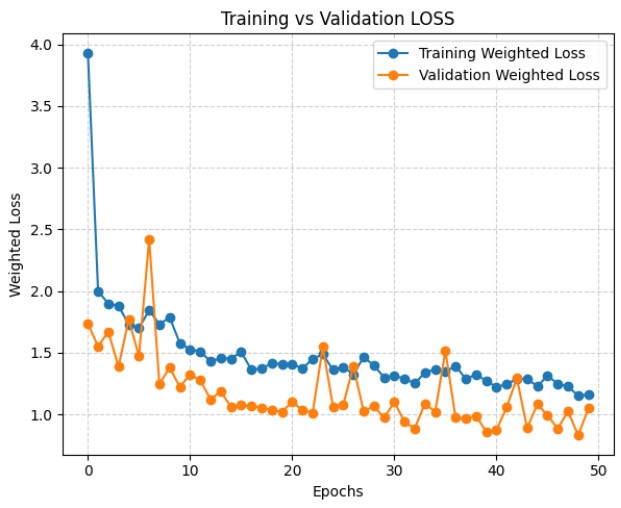 Training vs Validation LOSS
Training Weighted Loss
Validation Weighted Loss
Weighted Loss
4.0
3.5
3.0
2.5
2.0
1.5
1.0
0 10 20 30 40 50
Epochs